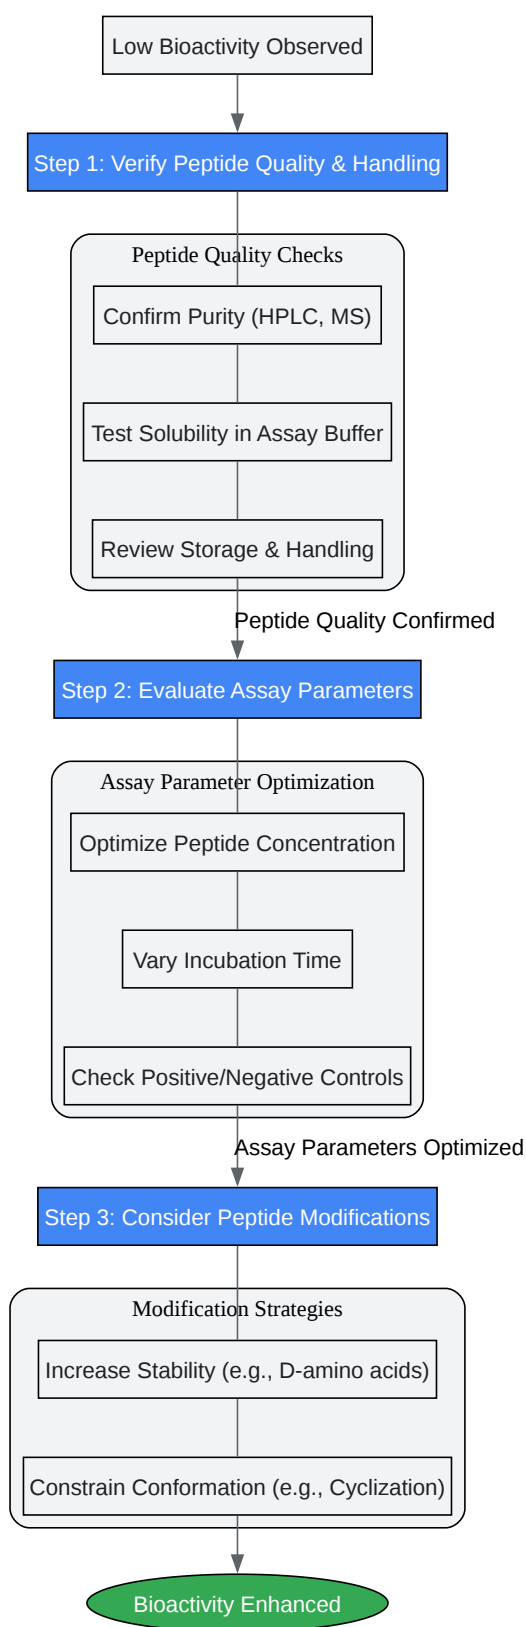 Low Bioactivity Observed
Step 1: Verify Peptide Quality & Handling
Peptide Quality Checks
Confirm Purity (HPLC, MS)
Test Solubility in Assay Buffer
Review Storage & Handling
Peptide Quality Confirmed
Step 2: Evaluate Assay Parameters
Assay Parameter Optimization
Optimize Peptide Concentration
Vary Incubation Time
Check Positive/Negative Controls
Assay Parameters Optimized
Step 3: Consider Peptide Modifications
Modification Strategies
Increase Stability (e.g., D-amino acids)
Constrain Conformation (e.g., Cyclization)
Bioactivity Enhanced